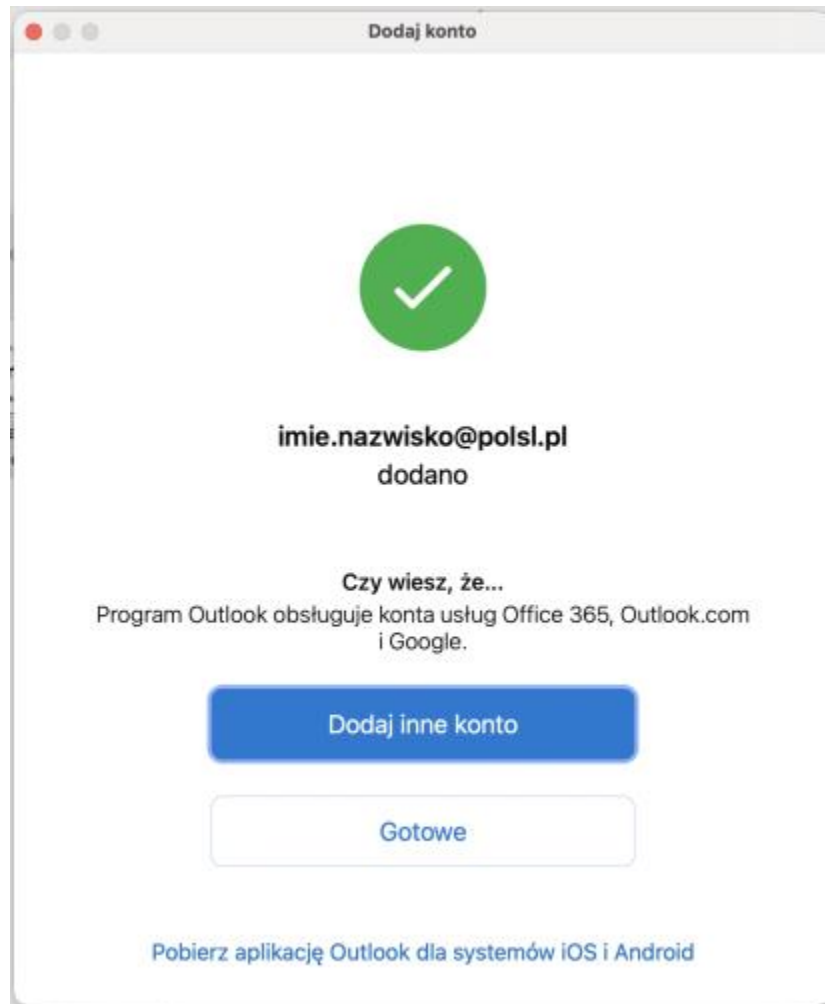 Dodaj konto
imie.nazwisko@polsl.pl
dodano
Czy wiesz, że...
Program Outlook obsługuje konta usług Office 365, Outlook.com
i Google.
Dodaj inne konto
Gotowe
Pobierz aplikację Outlook dla systemów iOS i Android